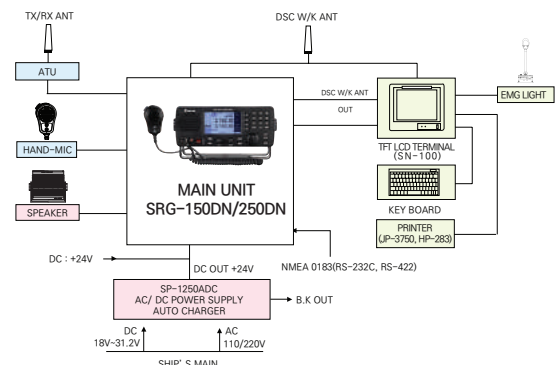 TX/RX ANT
DSC W/K ANT
ATU
DSC W/K ANT
OUT
EMG LIGHT
HAND-MIC
TFT LCD TERMINAL
(SN-100)
MAIN UNIT
SRG-150DN/250DN
SPEAKER
KEY BOARD
PRINTER
(JP-3750, HP-283)
DC : +24V
DC OUT +24V
NMEA 0183(RS-232C, RS-422)
SP-1250ADC
AC/ DC POWER SUPPLY
AUTO CHARGER
B.K OUT
DC
18V~31.2V
AC
110/220V
SHIP' S MAIN